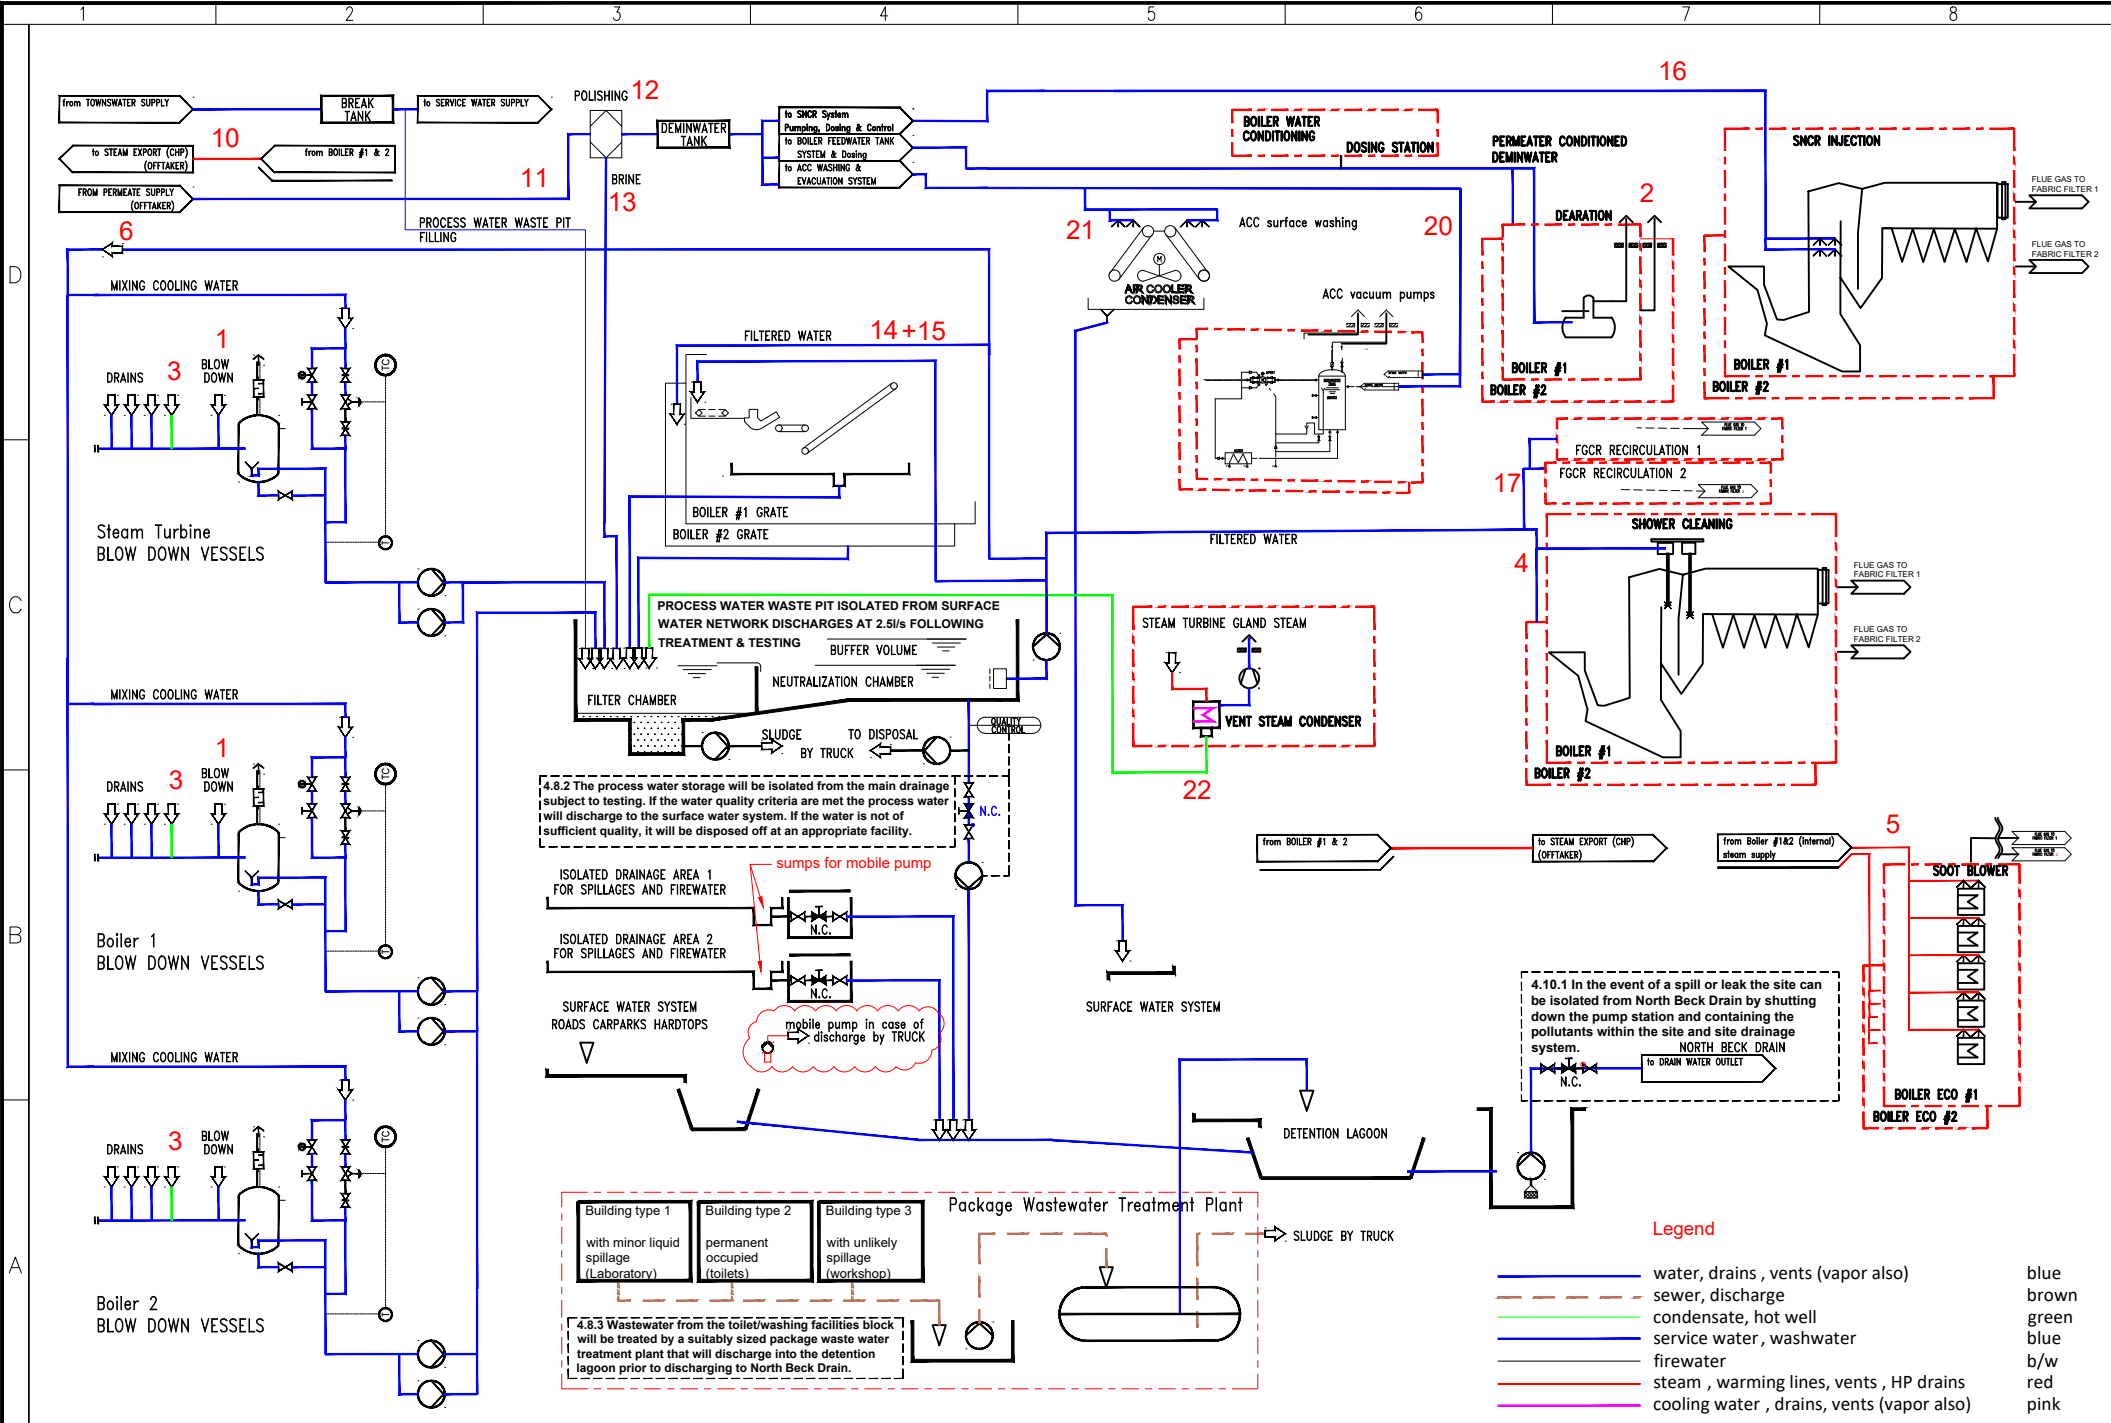 1 2 3 4 5 6 7 8
D
C
B
A
from TOWNSWATER SUPPLY
BREAK
TANK
to SERVICE WATER SUPPLY
10
to STEAM EXPORT (CHP)
(OFFTAKER)
from BOILER #1 & 2
FROM PERMEATE SUPPLY
(OFFTAKER)
11
POLISHING
12
BRINE
13
DEMINWATER
TANK
to SNCR System
Pumping, Dosing & Control
to BOILER FEEDWATER TANK
SYSTEM & Dosing
to ACC WASHING &
EVACUATION SYSTEM
PROCESS WATER WASTE PIT
FILLING
6
16
BOILER WATER
CONDITIONING
DOSING STATION
PERMEATER CONDITIONED
DEMINWATER
DEARATION
2
BOILER #1
BOILER #2
SNCR INJECTION
BOILER #1
BOILER #2
FLUE GAS TO
FABRIC FILTER 1
FLUE GAS TO
FABRIC FILTER 2
21
ACC surface washing
20
M
AIR COOLER
CONDENSER
ACC vacuum pumps
MIXING COOLING WATER
1
3
BLOW
DOWN
DRAINS
TC
T
Steam Turbine
BLOW DOWN VESSELS
FILTERED WATER
14+15
BOILER #1 GRATE
BOILER #2 GRATE
FGCR RECIRCULATION 1
FGCR RECIRCULATION 2
17
FILTERED WATER
SHOWER CLEANING
4
BOILER #1
BOILER #2
FLUE GAS TO
FABRIC FILTER 1
FLUE GAS TO
FABRIC FILTER 2
PROCESS WATER WASTE PIT ISOLATED FROM SURFACE
WATER NETWORK DISCHARGES AT 2.5l/s FOLLOWING
TREATMENT & TESTING
BUFFER VOLUME
NEUTRALIZATION CHAMBER
FILTER CHAMBER
SLUDGE
BY TRUCK
TO DISPOSAL
QUALITY
CONTROL
STEAM TURBINE GLAND STEAM
VENT STEAM CONDENSER
22
MIXING COOLING WATER
1
3
BLOW
DOWN
DRAINS
TC
T
Boiler 1
BLOW DOWN VESSELS
4.8.2 The process water storage will be isolated from the main drainage
subject to testing. If the water quality criteria are met the process water
will discharge to the surface water system. If the water is not of
sufficient quality, it will be disposed off at an appropriate facility.
N.C.
sumps for mobile pump
ISOLATED DRAINAGE AREA 1
FOR SPILLAGES AND FIREWATER
N.C.
ISOLATED DRAINAGE AREA 2
FOR SPILLAGES AND FIREWATER
N.C.
SURFACE WATER SYSTEM
ROADS CARPARKS HARDTOPS
mobile pump in case of
discharge by TRUCK
SURFACE WATER SYSTEM
from BOILER #1 & 2
to STEAM EXPORT (CHP)
(OFFTAKER)
from Boiler #1&2 (internal)
steam supply
5
SOOT BLOWER
BOILER ECO #1
BOILER ECO #2
4.10.1 In the event of a spill or leak the site can
be isolated from North Beck Drain by shutting
down the pump station and containing the
pollutants within the site and site drainage
system.
NORTH BECK DRAIN
to DRAIN WATER OUTLET
N.C.
DETENTION LAGOON
MIXING COOLING WATER
3
BLOW
DOWN
DRAINS
TC
T
Boiler 2
BLOW DOWN VESSELS
Building type 1
with minor liquid
spillage
(Laboratory)
Building type 2
permanent
occupied
(toilets)
Building type 3
with unlikely
spillage
(workshop)
Package Wastewater Treatment Plant
SLUDGE BY TRUCK
4.8.3 Wastewater from the toilet/washing facilities block
will be treated by a suitably sized package waste water
treatment plant that will discharge into the detention
lagoon prior to discharging to North Beck Drain.
Legend
water, drains , vents (vapor also) blue
sewer, discharge brown
condensate, hot well green
service water , washwater blue
firewater b/w
steam , warming lines, vents , HP drains red
cooling water , drains, vents (vapor also) pink